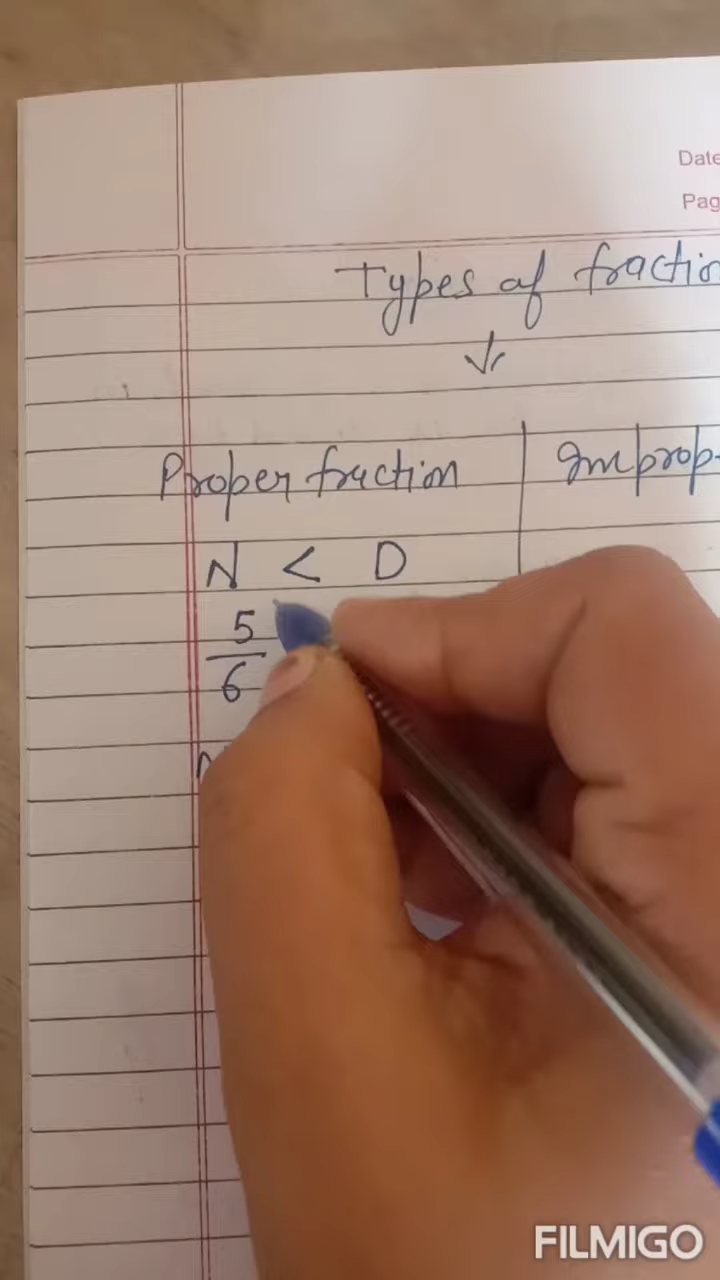 Date
Pag
Types of fractio
Proper fraction
Improp
N < D
5
6
FILMIGO